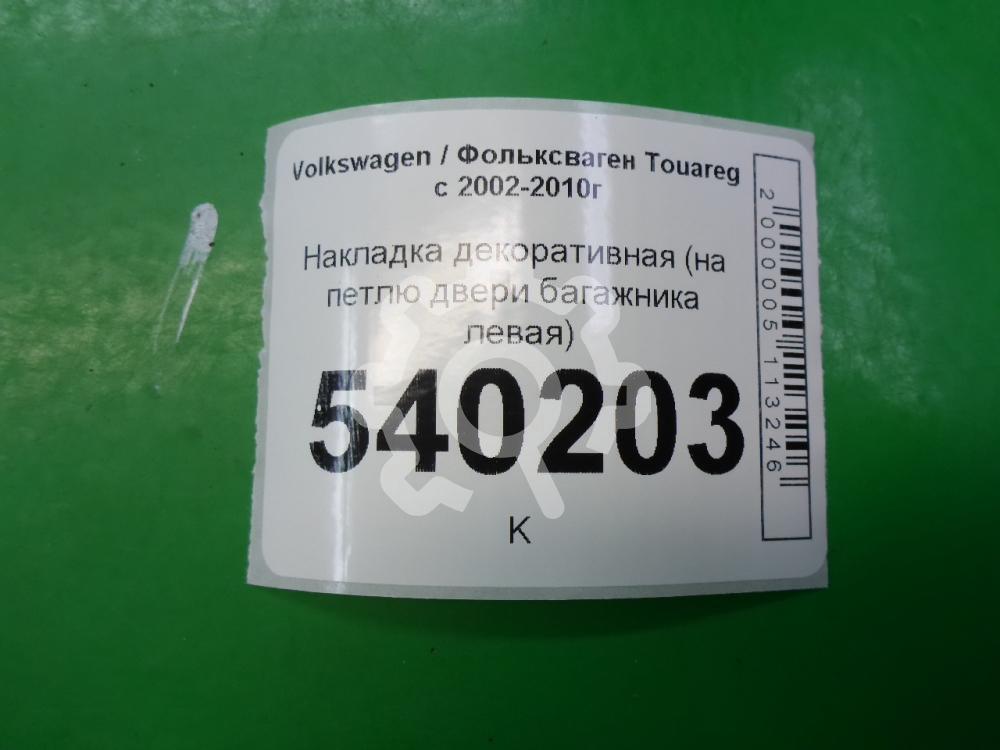 Volkswagen / Фольксваген Touareg
с 2002-2010г
Накладка декоративная (на
петлю двери багажника
левая)
540203
К
2000005113246